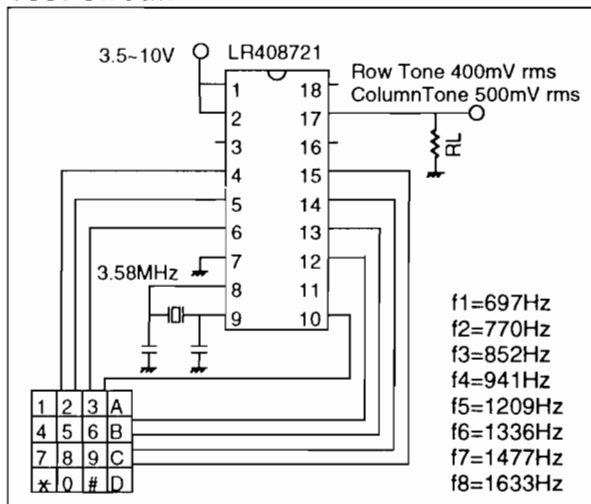 3.5~10V
LR408721
Row Tone 400mV rms
ColumnTone 500mV rms
1 18
2 17
3 16
4 15
5 14
6 13
7 12
8 11
9 10
RL
3.58MHz
f1=697Hz
f2=770Hz
f3=852Hz
f4=941Hz
f5=1209Hz
f6=1336Hz
f7=1477Hz
f8=1633Hz
1 2 3 A
4 5 6 B
7 8 9 C
* 0 # D